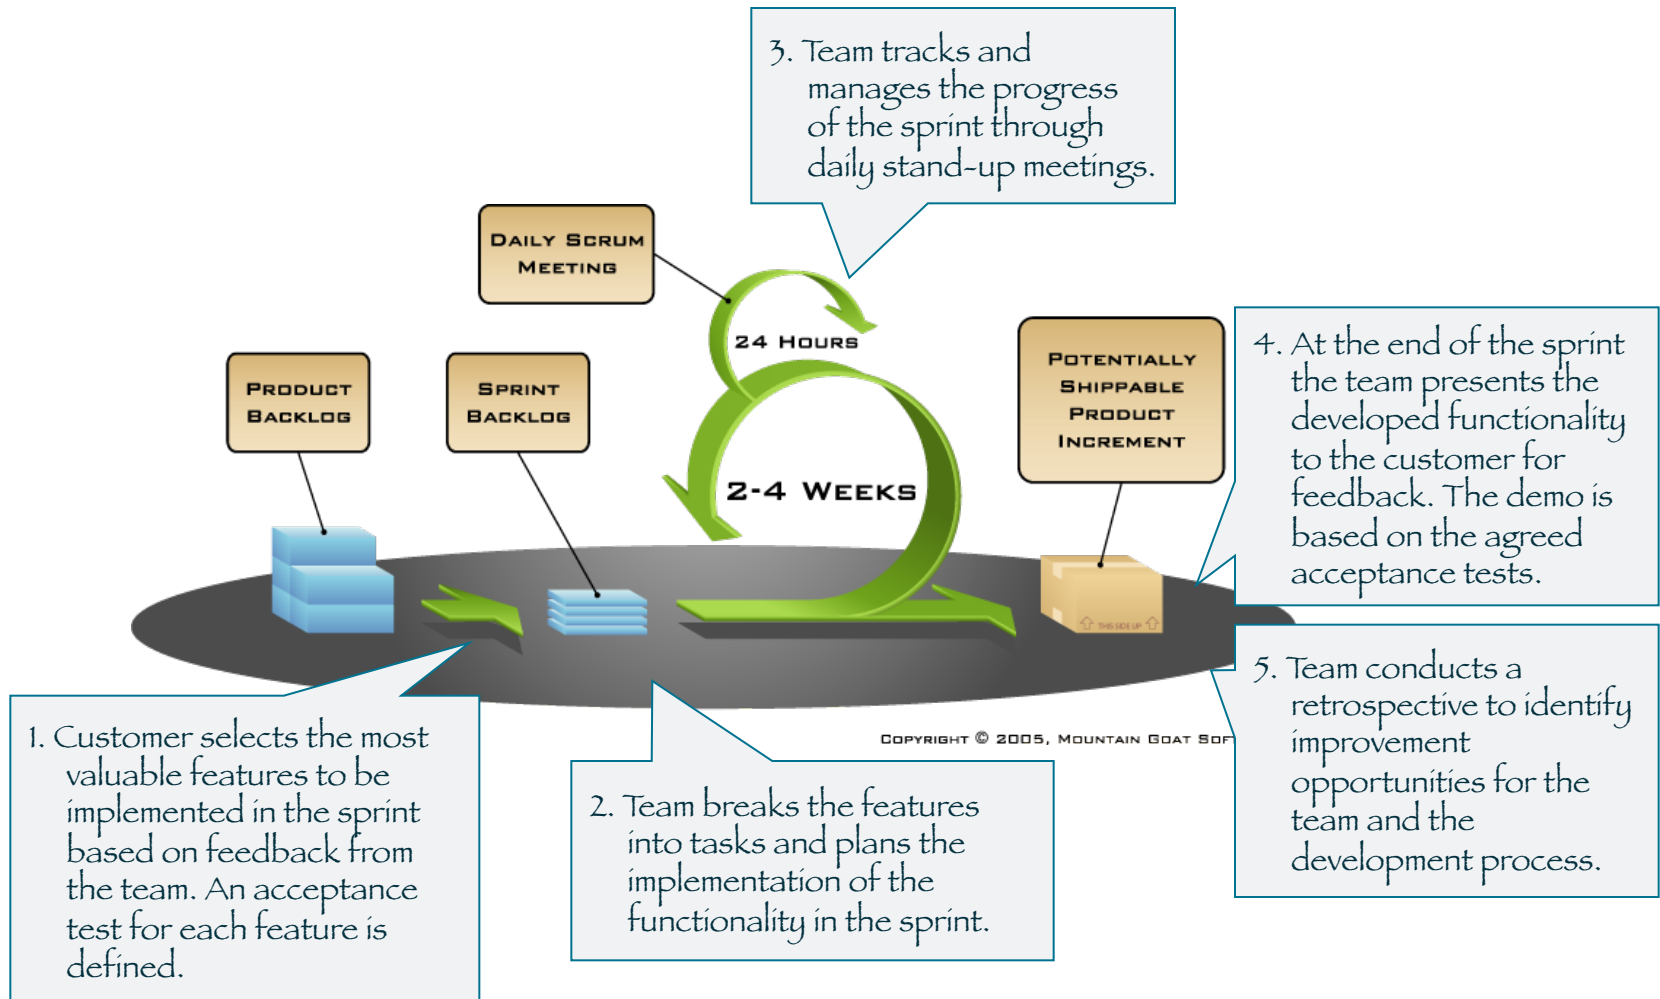 3. Team tracks and
manages the progress
of the sprint through
daily stand-up meetings.
DAILY SCRUM
MEETING
24 HOURS
PRODUCT
BACKLOG
SPRINT
BACKLOG
2-4 WEEKS
POTENTIALLY
SHIPPABLE
PRODUCT
INCREMENT
4. At the end of the sprint
the team presents the
developed functionality
to the customer for
feedback. The demo is
based on the agreed
acceptance tests.
THIS SIDE UP
5. Team conducts a
retrospective to identify
improvement
opportunities for the
team and the
development process.
COPYRIGHT © 2005, MOUNTAIN GOAT SOF
1. Customer selects the most
valuable features to be
implemented in the sprint
based on feedback from
the team. An acceptance
test for each feature is
defined.
2. Team breaks the features
into tasks and plans the
implementation of the
functionality in the sprint.